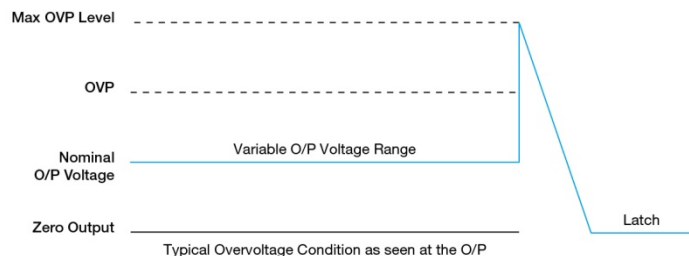 Max OVP Level
OVP
Variable O/P Voltage Range
Nominal
O/P Voltage
Zero Output
Latch
Typical Overvoltage Condition as seen at the O/P